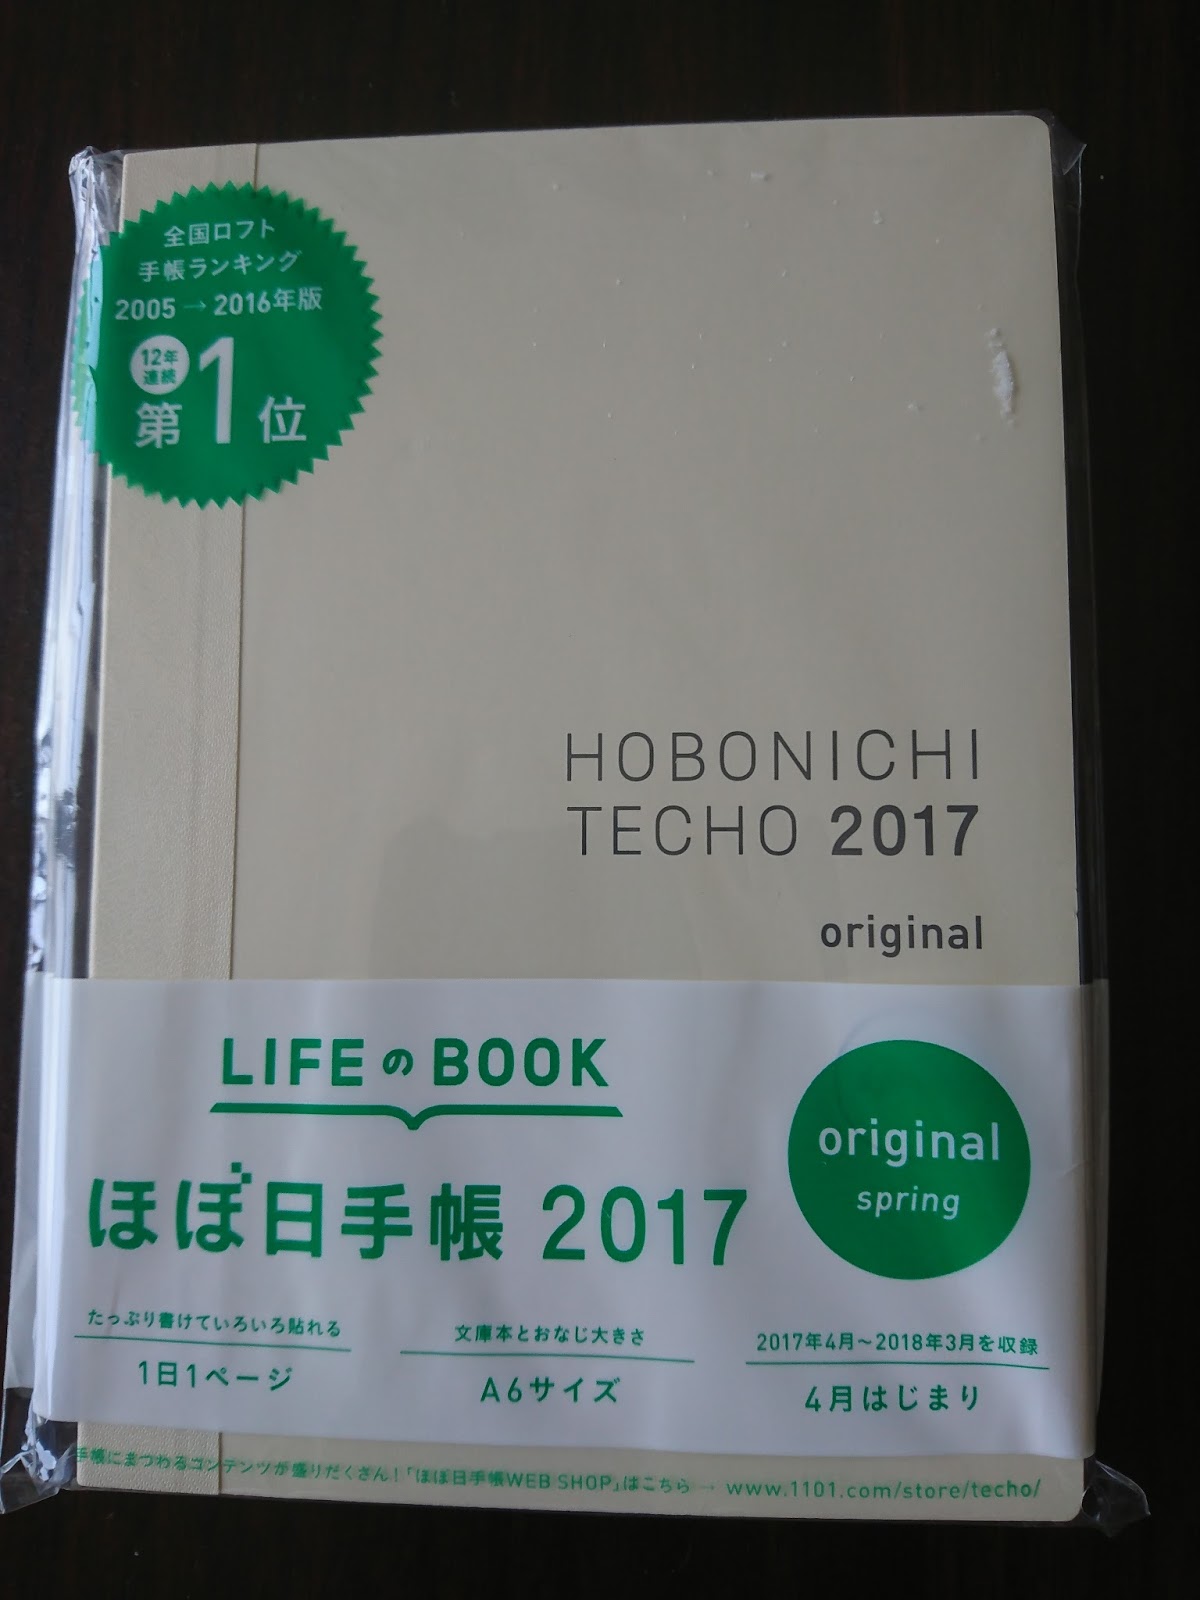 全国ロフト
手帳ランキング
2005→2016年版
12年
連続
第1位
HOBONICHI
TECHO 2017
original
LIFEのBOOK
ほぼ日手帳 2017
original
spring
たっぷり書けていろいろ貼れる
1日1ページ
文庫本とおなじ大きさ
A6サイズ
2017年4月～2018年3月を収録
4月はじまり
手帳にまつわるコンテンツが盛りだくさん！「ほぼ日手帳WEB SHOP」はこちら → www.1101.com/store/techo/